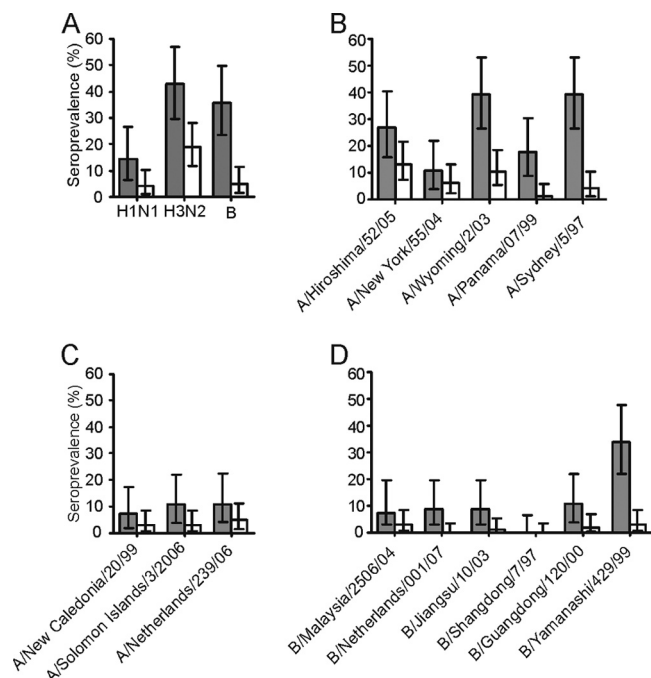 A
Seroprevalence (%)
60
50
40
30
20
10
0
H1N1 H3N2 B
B
60
50
40
30
20
10
0
A/Hiroshima/52/05
A/New York/55/04
A/Wyoming/2/03
A/Panama/07/99
A/Sydney/5/97
C
Seroprevalence (%)
60
50
40
30
20
10
0
A/New Caledonia/20/99
A/Solomon Islands/3/2006
A/Netherlands/239/06
D
60
50
40
30
20
10
0
B/Malaysia/2506/04
B/Netherlands/001/07
B/Jiangsu/10/03
B/Shangdong/7/97
B/Guangdong/120/00
B/Yamanashi/429/99